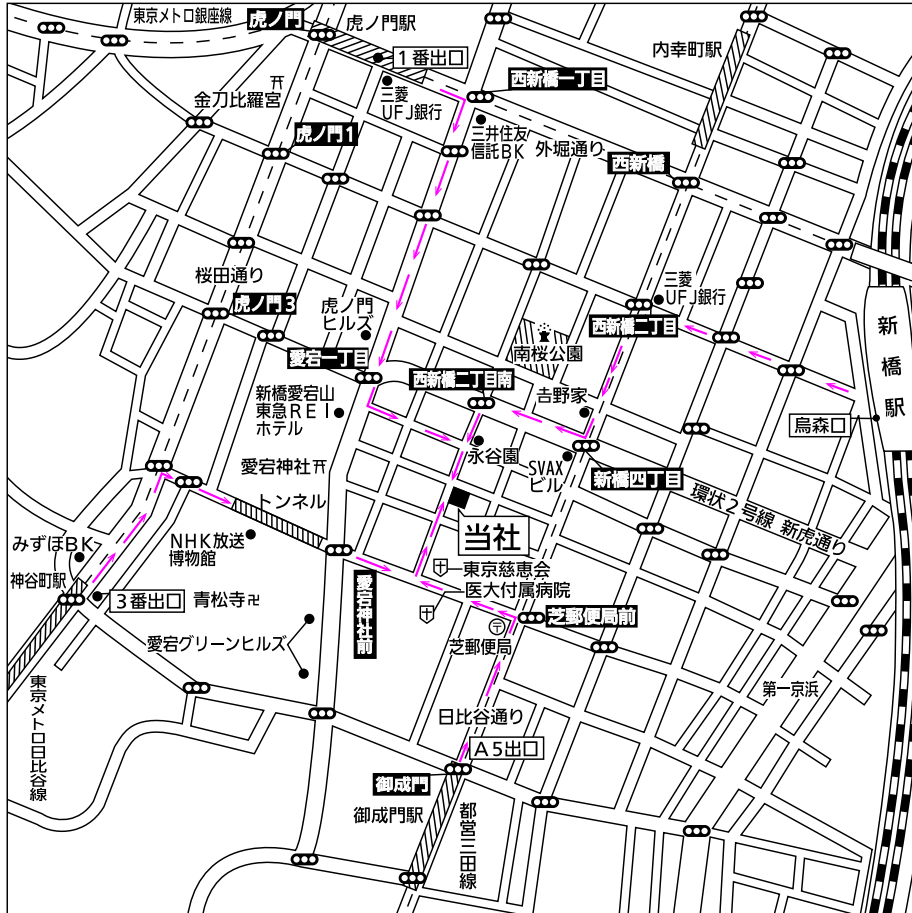 東京メトロ銀座線
虎ノ門
虎ノ門駅
1番出口
内幸町駅
金刀比羅宮
三菱
UFJ銀行
西新橋一丁目
虎ノ門1
三井住友
信託BK
外堀通り
西新橋
桜田通り
虎ノ門3
虎ノ門
ヒルズ
三菱
UFJ銀行
新橋駅
南桜公園
西新橋二丁目
愛宕一丁目
西新橋二丁目南
新橋愛宕山
東急REI
ホテル
吉野家
烏森口
愛宕神社
永谷園
SVAX
ビル
新橋四丁目
トンネル
環状2号線 新虎通り
当社
みずほBK
NHK放送
博物館
神谷町駅
3番出口
青松寺卍
東京慈恵会
医大付属病院
愛宕神社前
芝郵便局前
愛宕グリーンヒルズ
〒
芝郵便局
第一京浜
東京メトロ日比谷線
日比谷通り
A5出口
御成門
御成門駅
都営三田線